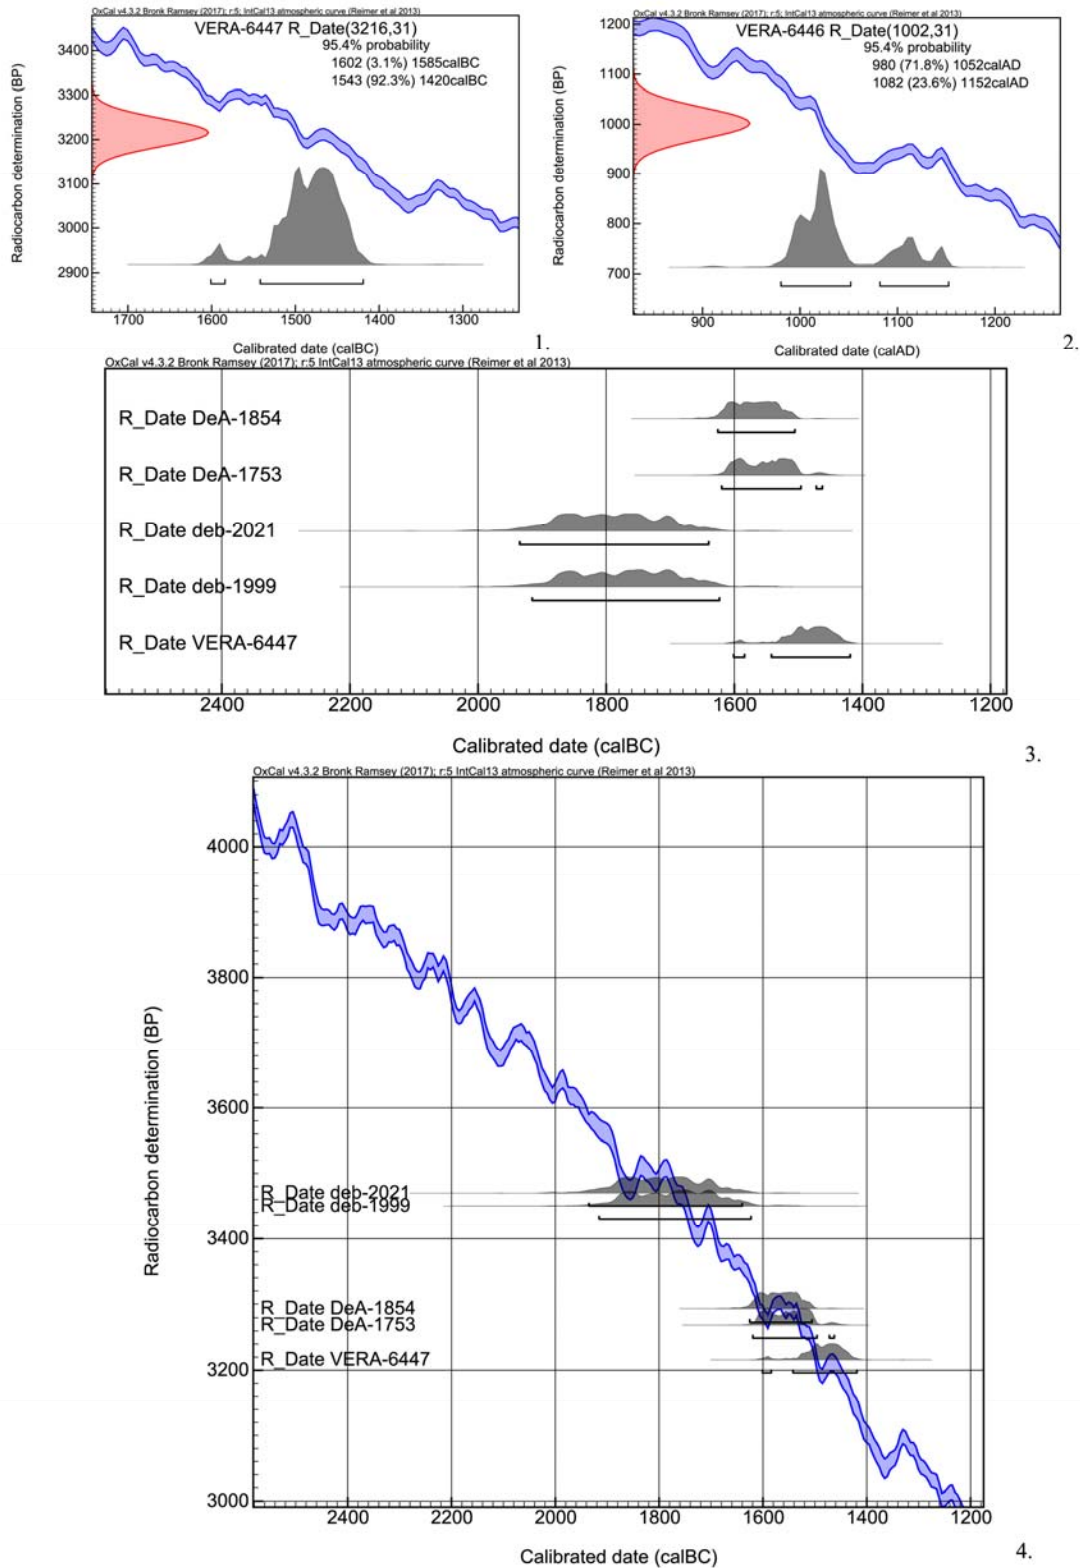 OxCal v4.3.2 Bronk Ramsey (2017); r:5 IntCal13 atmospheric curve (Reimer et al 2013)
VERA-6447 R_Date(3216,31)
95.4% probability
1602 (3.1%) 1585calBC
1543 (92.3%) 1420calBC
Radiocarbon determination (BP)
3400
3300
3200
3100
3000
2900
1700 1600 1500 1400 1300
Calibrated date (calBC)
1.
OxCal v4.3.2 Bronk Ramsey (2017); r:5 IntCal13 atmospheric curve (Reimer et al 2013)
VERA-6446 R_Date(1002,31)
95.4% probability
980 (71.8%) 1052calAD
1082 (23.6%) 1152calAD
Radiocarbon determination (BP)
1200
1100
1000
900
800
700
900 1000 1100 1200
Calibrated date (calAD)
2.
OxCal v4.3.2 Bronk Ramsey (2017); r:5 IntCal13 atmospheric curve (Reimer et al 2013)
R_Date DeA-1854
R_Date DeA-1753
R_Date deb-2021
R_Date deb-1999
R_Date VERA-6447
2400 2200 2000 1800 1600 1400 1200
Calibrated date (calBC)
3.
OxCal v4.3.2 Bronk Ramsey (2017); r:5 IntCal13 atmospheric curve (Reimer et al 2013)
Radiocarbon determination (BP)
4000
3800
3600
R_Date deb-2021
R_Date deb-1999
3400
R_Date DeA-1854
R_Date DeA-1753
R_Date VERA-6447
3200
3000
2400 2200 2000 1800 1600 1400 1200
Calibrated date (calBC)
4.